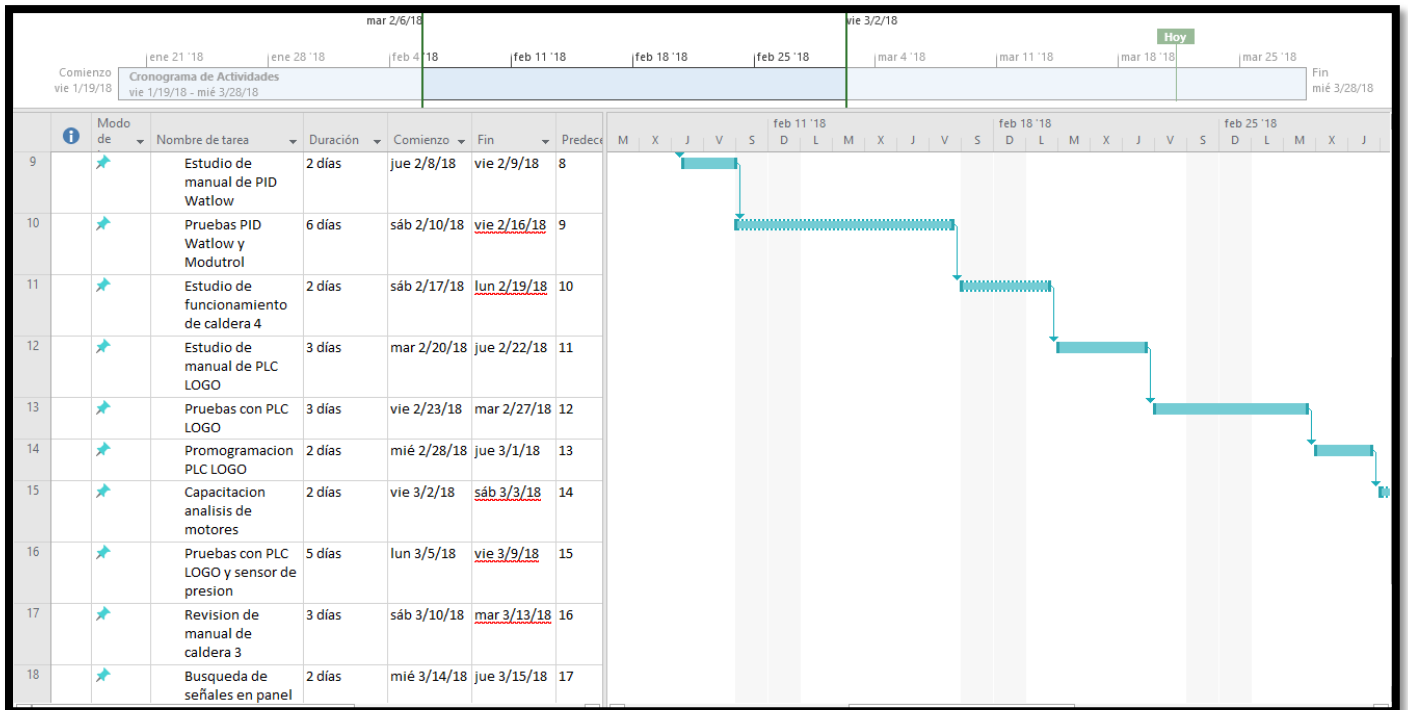 mar 2/6/18 vie 3/2/18
Hoy
ene 21 '18 ene 28 '18 feb 4 '18 feb 11 '18 feb 18 '18 feb 25 '18 mar 4 '18 mar 11 '18 mar 18 '18 mar 25 '18
Comienzo
vie 1/19/18
Cronograma de Actividades
vie 1/19/18 - mié 3/28/18
Fin
mié 3/28/18
Modo
de Nombre de tarea Duración Comienzo Fin Predece
feb 11 '18 feb 18 '18 feb 25 '18
M X J V S D L M X J V S D L M X J V S D L M X J
9 Estudio de 2 días jue 2/8/18 vie 2/9/18 8
manual de PID
Watlow
10 Pruebas PID 6 días sáb 2/10/18 vie 2/16/18 9
Watlow y
Modutrol
11 Estudio de 2 días sáb 2/17/18 lun 2/19/18 10
funcionamiento
de caldera 4
12 Estudio de 3 días mar 2/20/18 jue 2/22/18 11
manual de PLC
LOGO
13 Pruebas con PLC 3 días vie 2/23/18 mar 2/27/18 12
LOGO
14 Promogramacion 2 días mié 2/28/18 jue 3/1/18 13
PLC LOGO
15 Capacitacion 2 días vie 3/2/18 sáb 3/3/18 14
analisis de
motores
16 Pruebas con PLC 5 días lun 3/5/18 vie 3/9/18 15
LOGO y sensor de
presion
17 Revision de 3 días sáb 3/10/18 mar 3/13/18 16
manual de
caldera 3
18 Busqueda de 2 días mié 3/14/18 jue 3/15/18 17
señales en panel